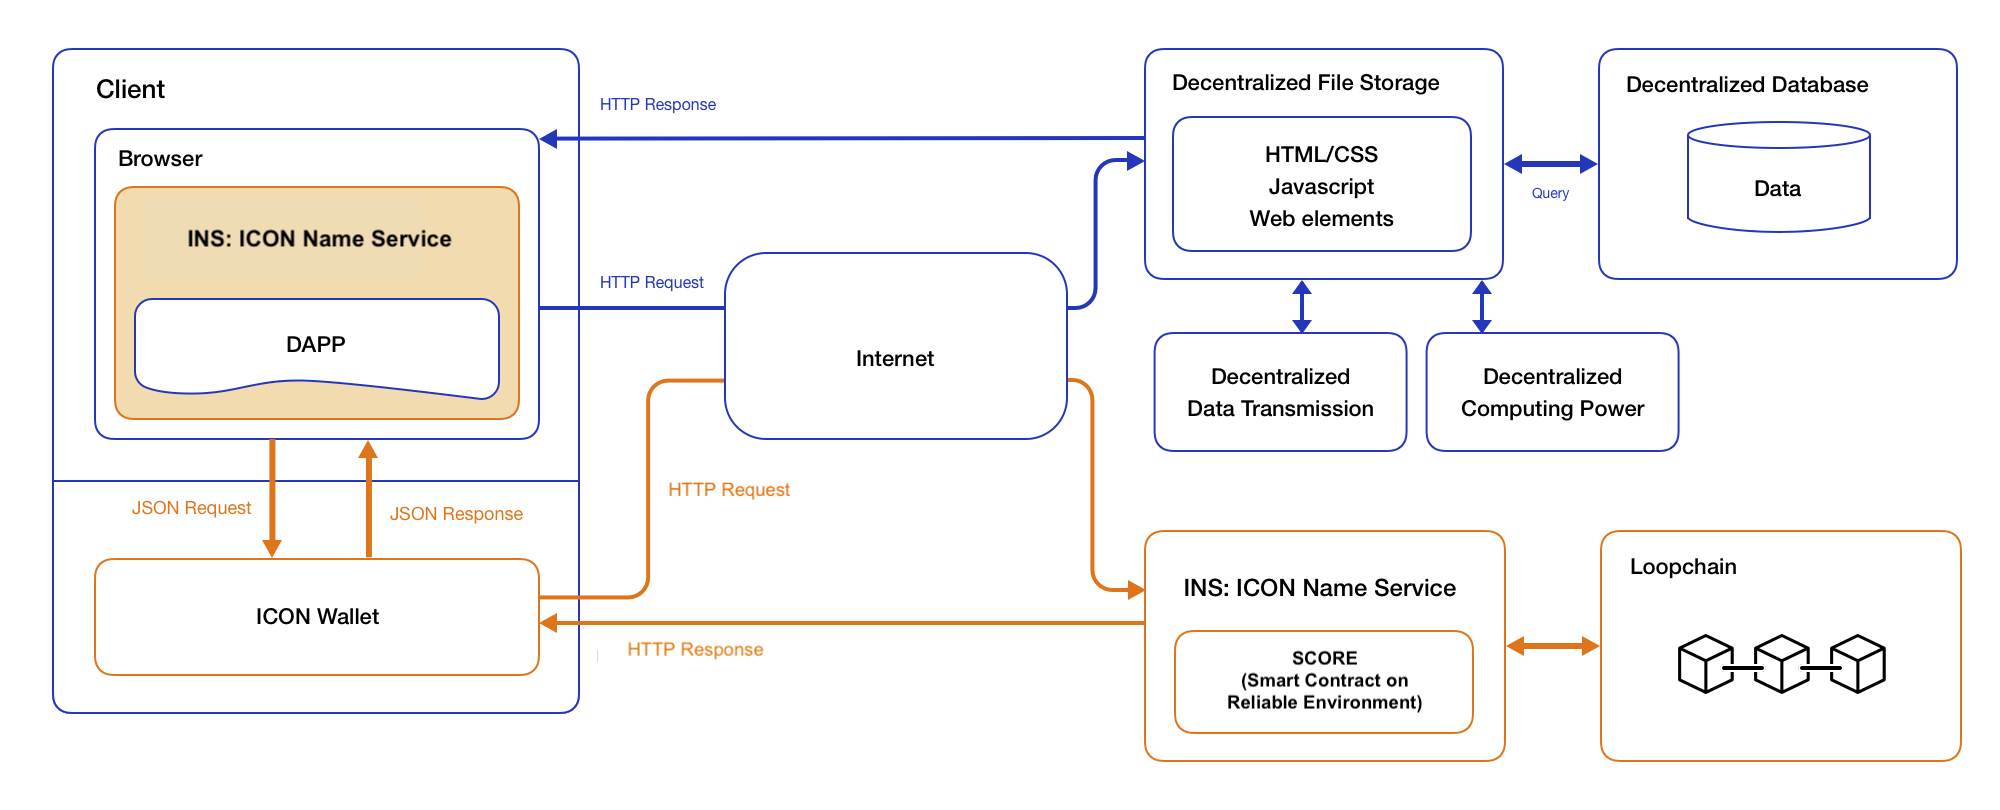 Client
Browser
INS: ICON Name Service
DAPP
JSON Request
JSON Response
ICON Wallet
HTTP Response
HTTP Request
Internet
HTTP Request
HTTP Response
Decentralized File Storage
HTML/CSS
Javascript
Web elements
Query
Decentralized Database
Data
Decentralized
Data Transmission
Decentralized
Computing Power
INS: ICON Name Service
SCORE
(Smart Contract on
Reliable Environment)
Loopchain